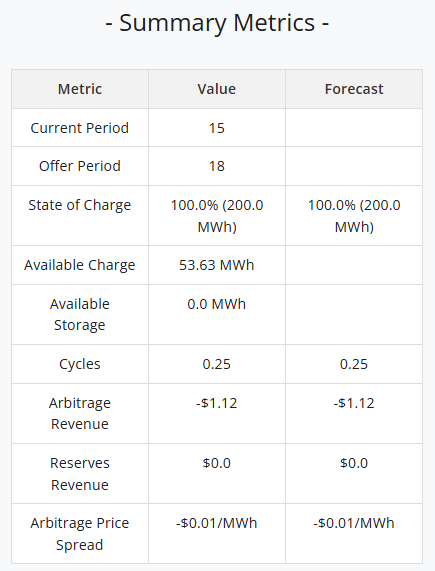 - Summary Metrics -
Metric Value Forecast
Current Period 15
Offer Period 18
State of Charge 100.0% (200.0 MWh) 100.0% (200.0 MWh)
Available Charge 53.63 MWh
Available Storage 0.0 MWh
Cycles 0.25 0.25
Arbitrage Revenue -$1.12 -$1.12
Reserves Revenue $0.0 $0.0
Arbitrage Price Spread -$0.01/MWh -$0.01/MWh